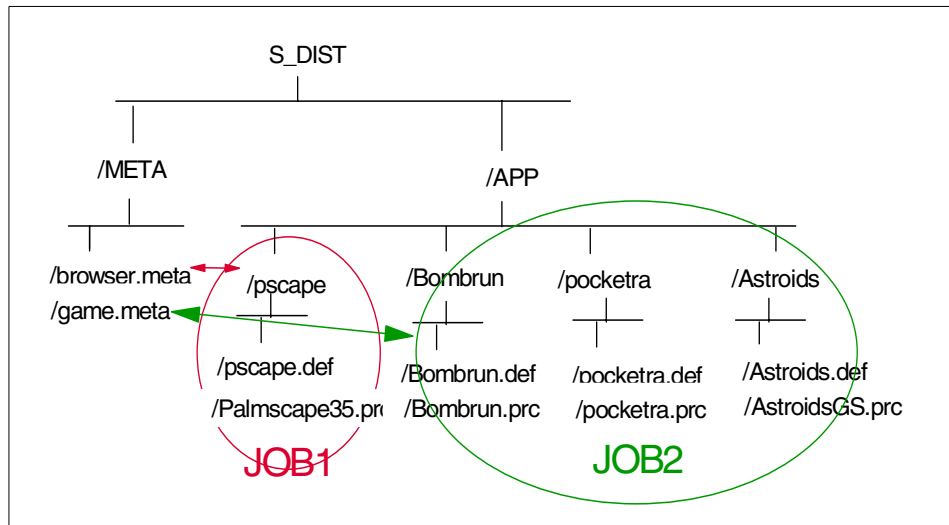 S_DIST
/META
/APP
/browser.meta
/game.meta
/pscape
/Bombrun
/pocketra
/Astroids
/pscape.def
/Palmscape35.prc
/Bombrun.def
/Bombrun.prc
/pocketra.def
/pocketra.prc
/Astroids.def
/AstroidsGS.prc
JOB1
JOB2